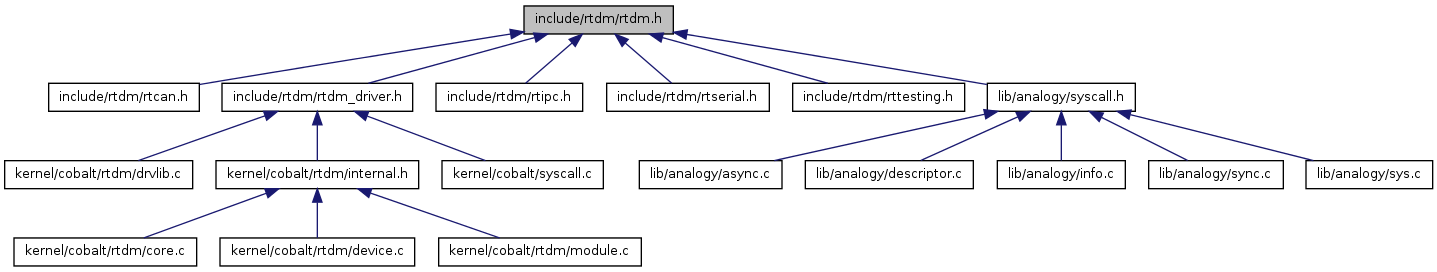 include/rtdm/rtdm.h
include/rtdm/rtcan.h
include/rtdm/rtdm_driver.h
include/rtdm/rtipc.h
include/rtdm/rtserial.h
include/rtdm/rttesting.h
lib/analogy/syscall.h
kernel/cobalt/rtdm/drvlib.c
kernel/cobalt/rtdm/internal.h
kernel/cobalt/syscall.c
lib/analogy/async.c
lib/analogy/descriptor.c
lib/analogy/info.c
lib/analogy/sync.c
lib/analogy/sys.c
kernel/cobalt/rtdm/core.c
kernel/cobalt/rtdm/device.c
kernel/cobalt/rtdm/module.c